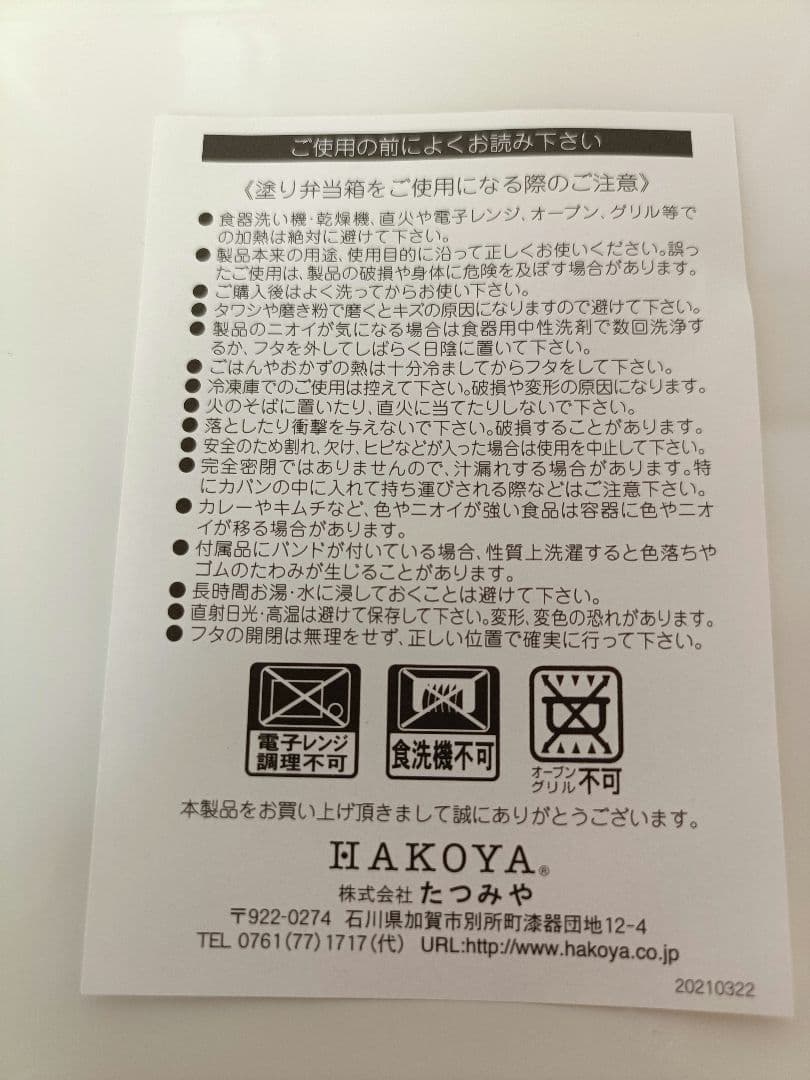 ご使用の前によくお読み下さい
《塗り弁当箱をご使用になる際のご注意》
●食器洗い機・乾燥機、直火や電子レンジ、オーブン、グリル等で
の加熱は絶対に避けて下さい。
●製品本来の用途、使用目的に沿って正しくお使いください。誤っ
たご使用は、製品の破損や身体に危険を及ぼす場合があります。
●ご購入後はよく洗ってからお使い下さい。
●タワシや磨き粉で磨くとキズの原因になりますので避けて下さい。
●製品のニオイが気になる場合は食器用中性洗剤で数回洗浄す
るか、フタを外してしばらく日陰に置いて下さい。
●ごはんやおかずの熱は十分冷ましてからフタをして下さい。
●冷凍庫でのご使用は控えて下さい。破損や変形の原因になります。
●火のそばに置いたり、直火に当てたりしないで下さい。
●落としたり衝撃を与えないで下さい。破損することがあります。
●安全のため割れ、欠け、ヒビなどが入った場合は使用を中止して下さい。
●完全密閉ではありませんので、汁漏れする場合があります。特
にカバンの中に入れて持ち運びされる際などはご注意下さい。
●カレーやキムチなど、色やニオイが強い食品は容器に色やニオ
イが移る場合があります。
●付属品にバンドが付いている場合、性質上洗濯すると色落ちや
ゴムのたわみが生じることがあります。
●長時間お湯・水に浸しておくことは避けて下さい。
●直射日光・高温は避けて保存して下さい。変形、変色の恐れがあります。
●フタの開閉は無理をせず、正しい位置で確実に行って下さい。
電子レンジ
調理不可
食洗機不可
オーブン
グリル不可
本製品をお買い上げ頂きまして誠にありがとうございます。
HAKOYA®
株式会社 たつみや
〒922-0274 石川県加賀市別所町漆器団地12-4
TEL 0761(77)1717(代) URL:http://www.hakoya.co.jp
20210322